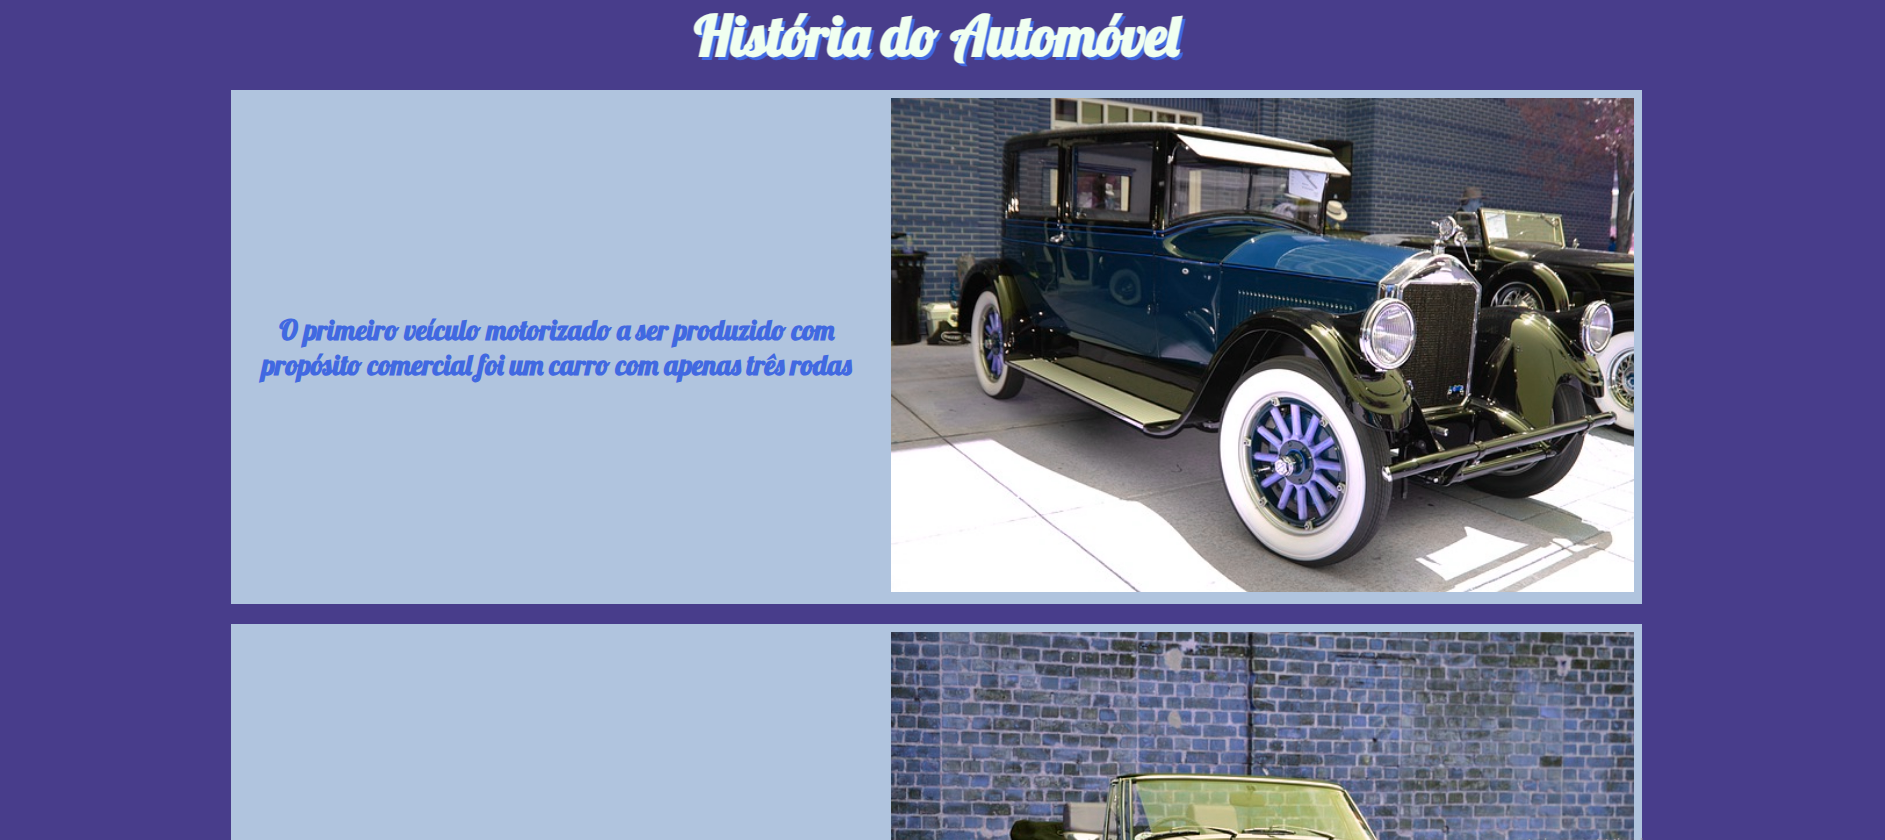 História do Automóvel
O primeiro veículo motorizado a ser produzido com
propósito comercial foi um carro com apenas três rodas